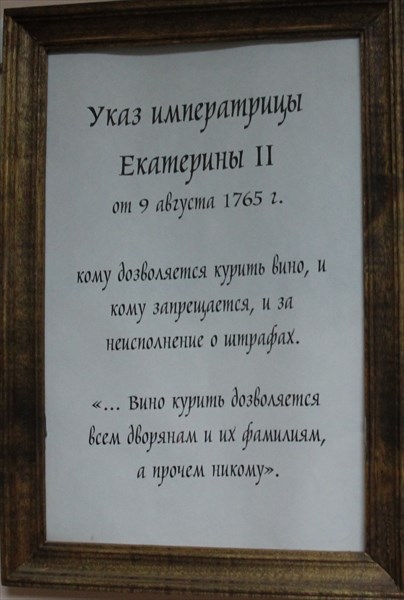 Указ императрицы
Екатерины II
от 9 августа 1765 г.
кому дозволяется курить вино, и
кому запрещается, и за
неисполнение о штрафах.
«... Вино курить дозволяется
всем дворянам и их фамилиям,
а прочем никому».